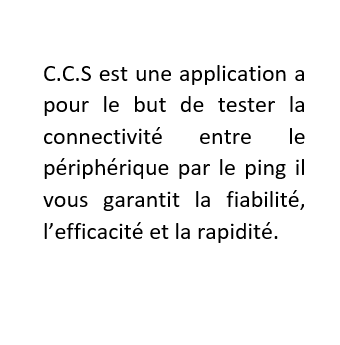 C.C.S est une application a
pour le but de tester la
connectivité entre le
périphérique par le ping il
vous garantit la fiabilité,
l’efficacité et la rapidité.